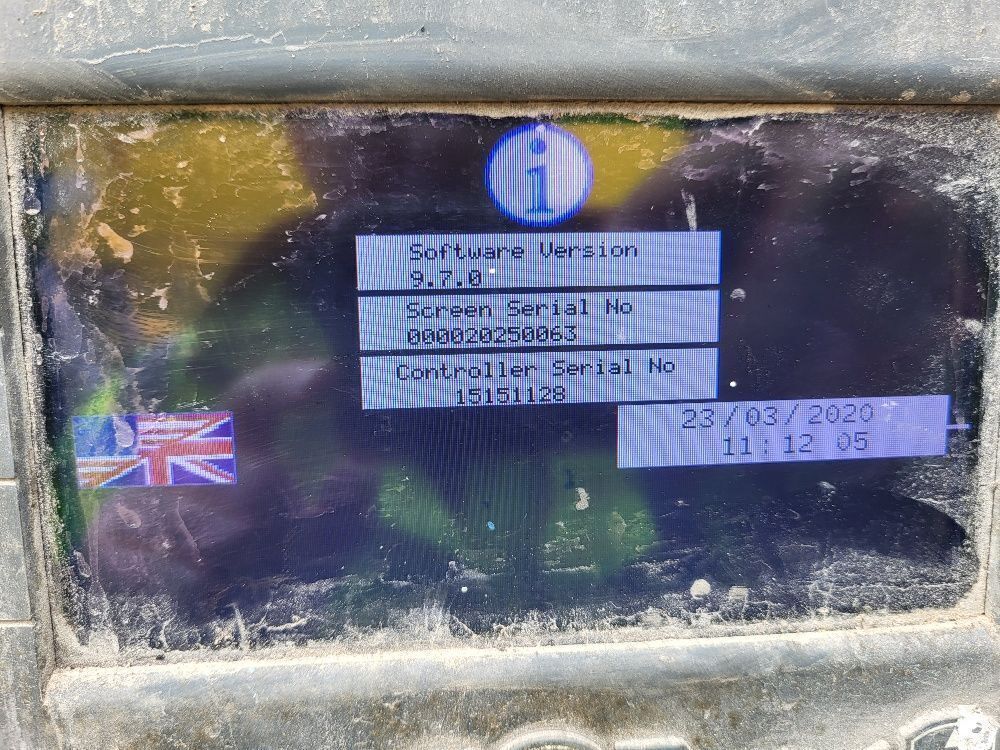 i
Software Version
9.7.0
Screen Serial No
000020250063
Controller Serial No
15151128
23/03/2020
11:12 05